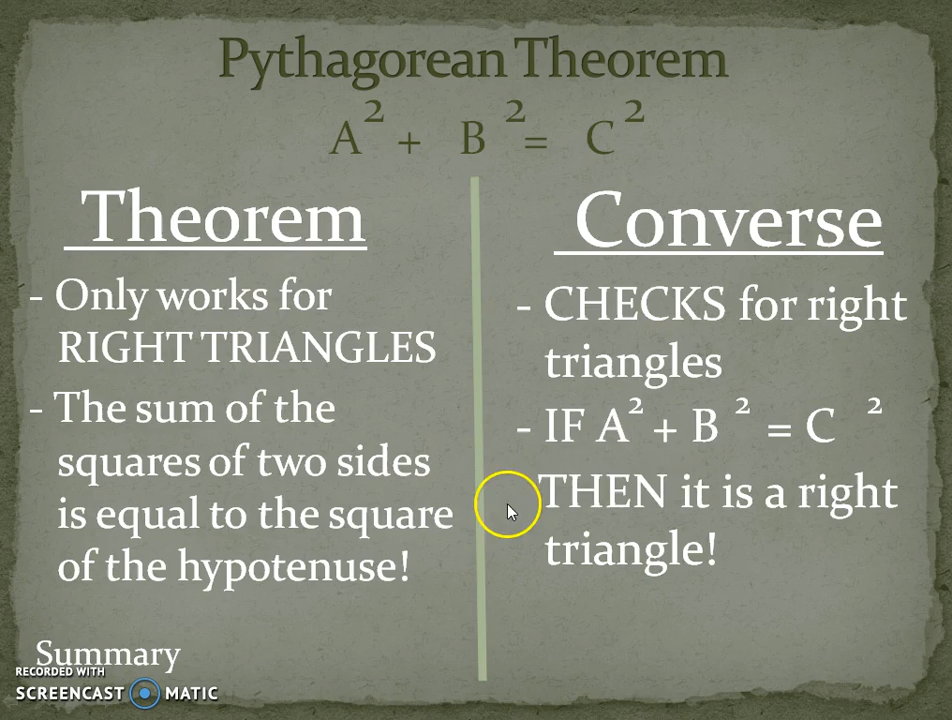 Pythagorean Theorem
A² + B² = C²
Theorem
- Only works for
RIGHT TRIANGLES
- The sum of the
squares of two sides
is equal to the square
of the hypotenuse!
Converse
- CHECKS for right
triangles
- IF A² + B² = C²
THEN it is a right
triangle!
Summary
RECORDED WITH
SCREENCAST MATIC